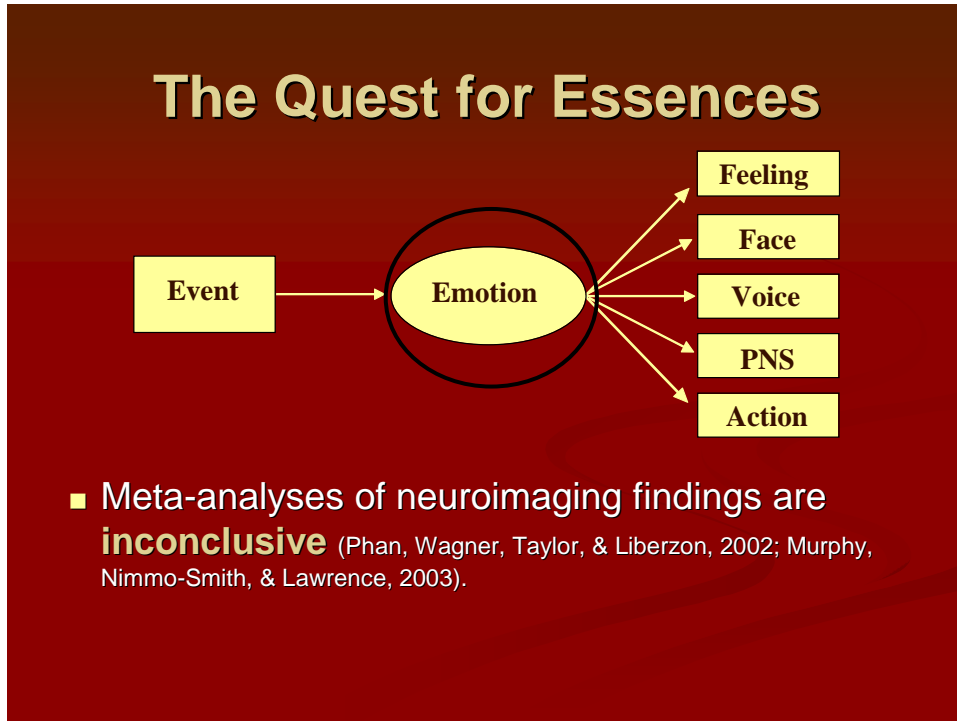 The Quest for Essences
Feeling
Face
Event
Emotion
Voice
PNS
Action
Meta-analyses of neuroimaging findings are
inconclusive (Phan, Wagner, Taylor, & Liberzon, 2002; Murphy,
Nimmo-Smith, & Lawrence, 2003).